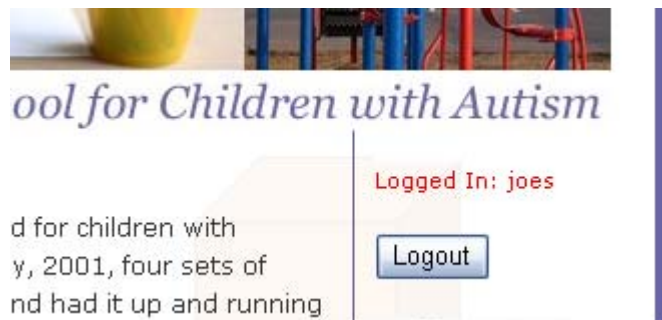 ool for Children with Autism
Logged In: joes
d for children with
y, 2001, four sets of
nd had it up and running
Logout